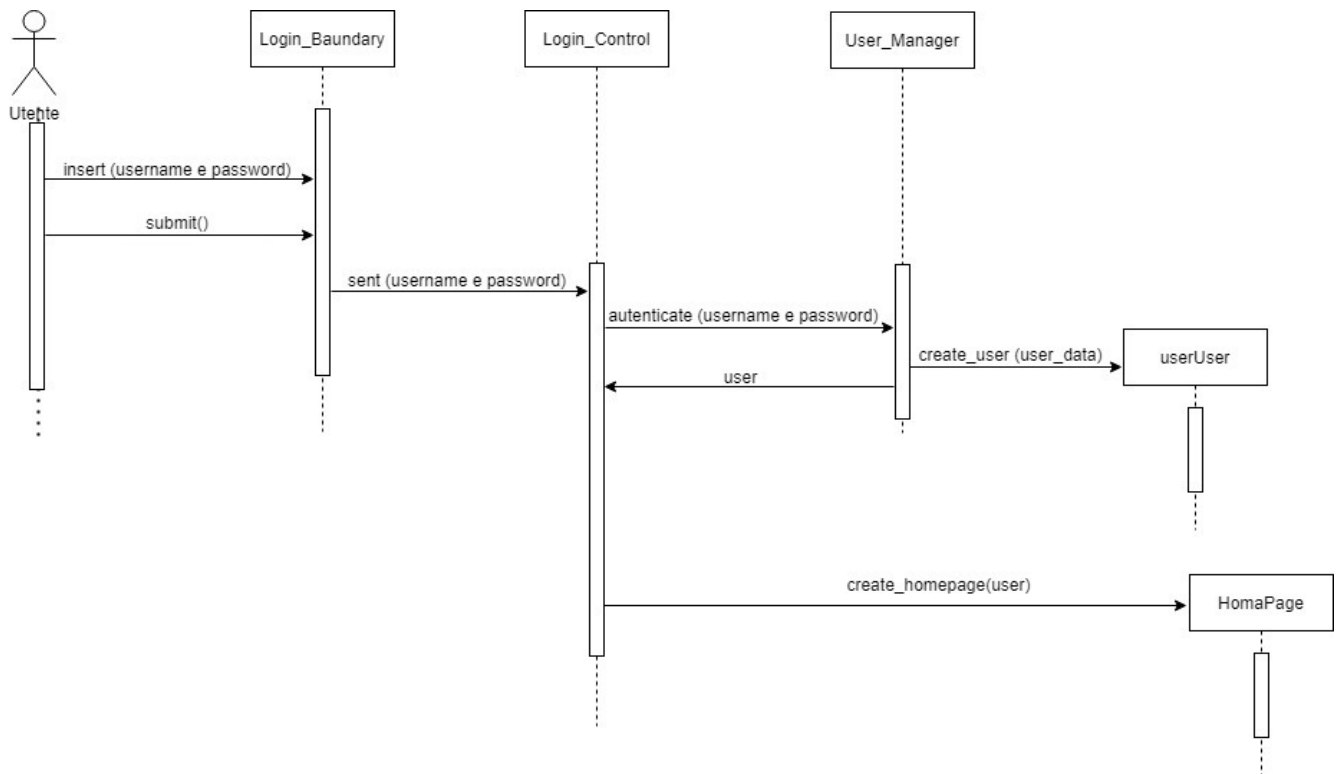 Login_Baundary
Login_Control
User_Manager
Utente
insert (username e password)
submit()
sent (username e password)
autenticate (username e password)
create_user (user_data)
userUser
user
create_homepage(user)
HomaPage